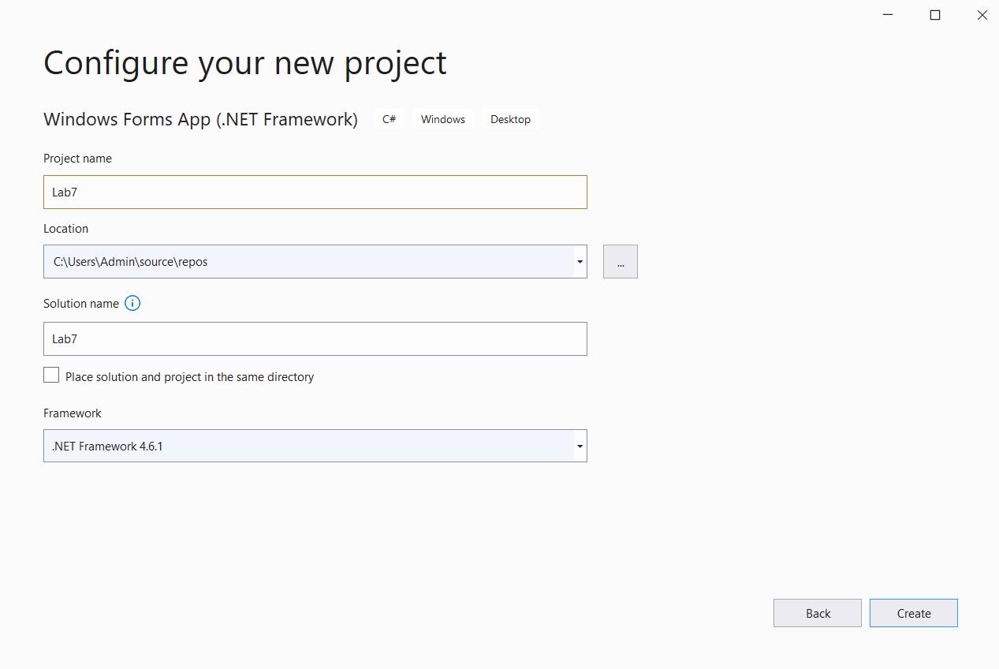 Configure your new project
Windows Forms App (.NET Framework) C# Windows Desktop
Project name
Lab7
Location
C:\Users\Admin\source\repos
...
Solution name
Lab7
Place solution and project in the same directory
Framework
.NET Framework 4.6.1
Back Create